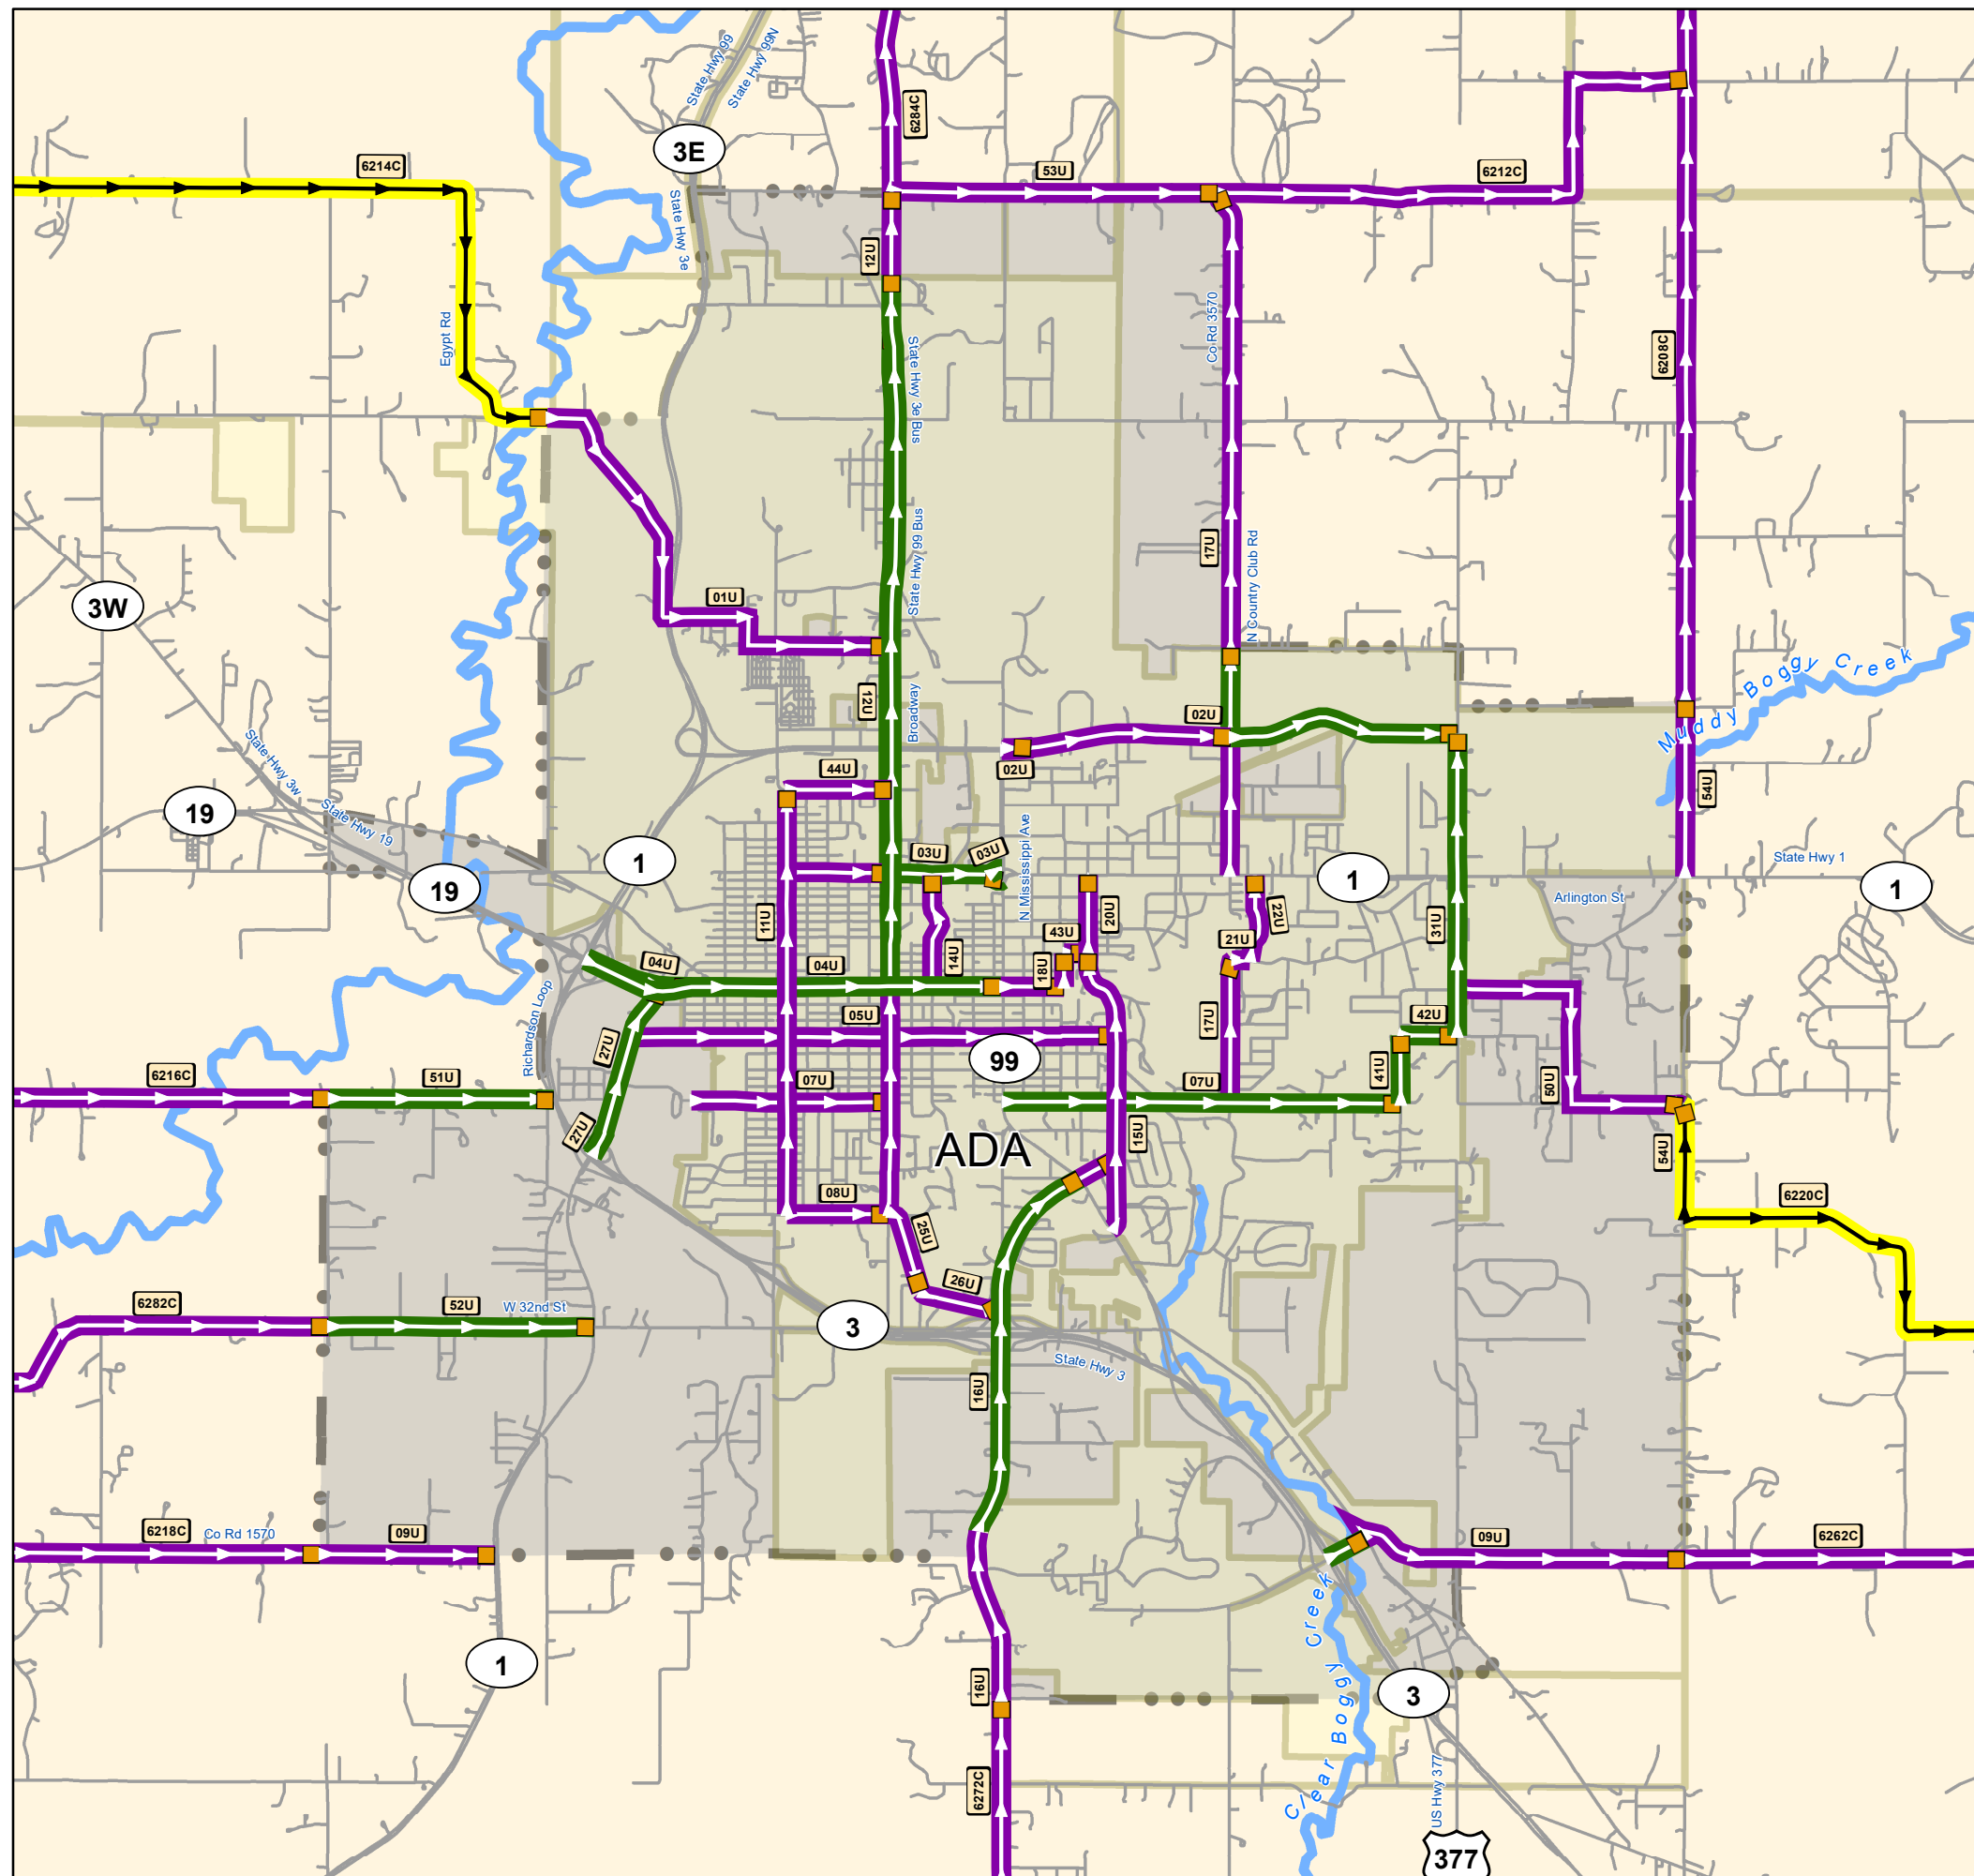 State Hwy 99
State Hwy 99N
6284C
3E
6214C
53U
6212C
State Hwy 3e
12U
Egypt Rd
State Hwy 3e Bus
Co Rd 3570
6208C
State Hwy 99 Bus
17U
N Country Club Rd
3W
01U
Muddy Boggy Creek
12U
Broadway
02U
02U
State Hwy 3w
44U
54U
19
State Hwy 19
1
03U
03U
N Mississippi Ave
1
State Hwy 1
19
1
Arlington St
11U
20U
22U
31U
43U
21U
14U
04U
04U
18U
Richardson Loop
05U
17U
42U
27U
99
6216C
51U
07U
07U
41U
50U
27U
ADA
15U
54U
08U
6220C
25U
26U
6282C
52U
W 32nd St
3
State Hwy 3
16U
6218C
Co Rd 1570
09U
09U
6262C
Clear Boggy Creek
1
16U
3
6272C
US Hwy 377
377